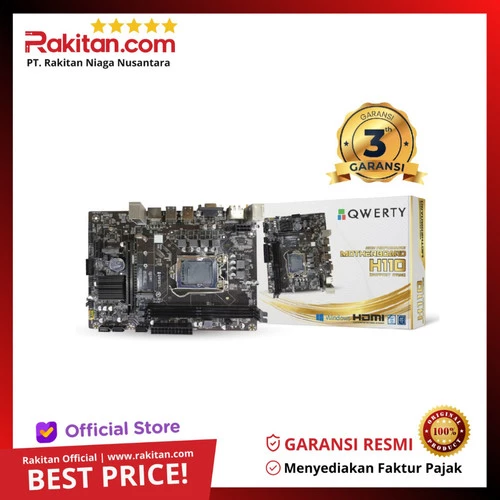 Rakitan.com
PT. Rakitan Niaga Nusantara
GARANSI
3th
GARANSI
QWERTY
MOTHERBOARD
H110
Windows HDMI
Official Store
Rakitan Official | www.rakitan.com
BEST PRICE!
GARANSI RESMI
Menyediakan Faktur Pajak
ORIGINAL
100%
PRODUCT